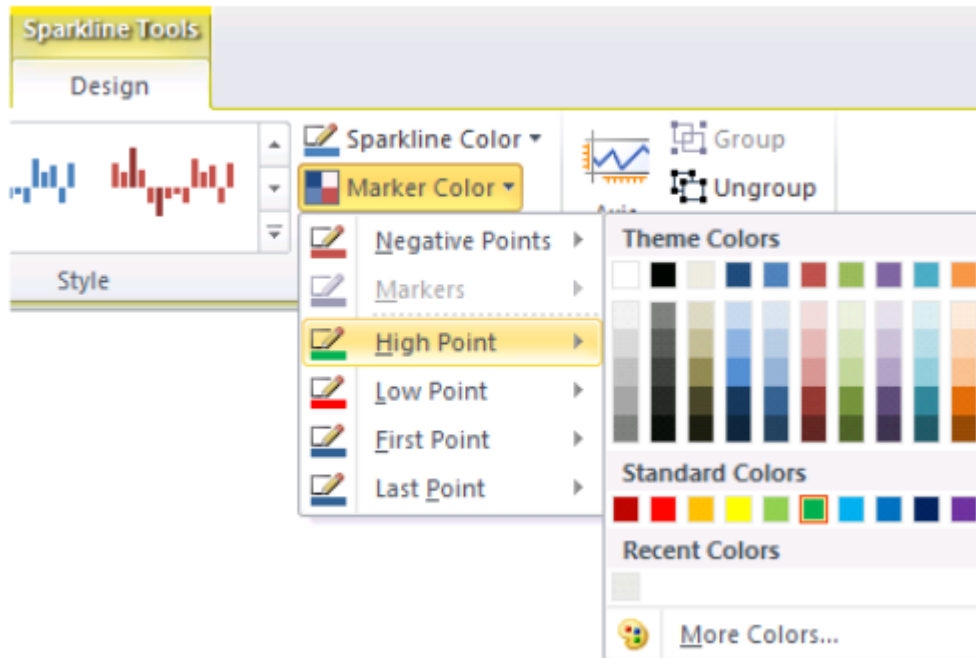 Sparkline Tools
Design
Sparkline Color
Group
Marker Color
Ungroup
Axis
Style
Negative Points
Markers
High Point
Low Point
First Point
Last Point
Theme Colors
Standard Colors
Recent Colors
More Colors...